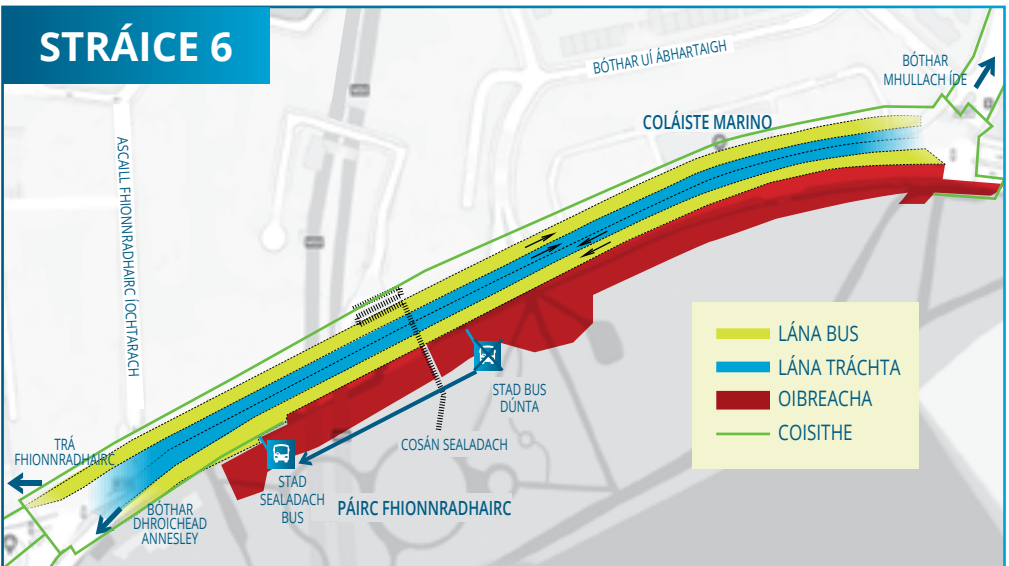 STRÁICE 6
BÓTHAR UÍ ÁBHARTAIGH
BÓTHAR
MHULLACH ÍDE
COLÁISTE MARINO
ASCAILL FHIONNRADHAIRC ÍOCHTARACH
LÁNA BUS
LÁNA TRÁCHTA
OIBREACHA
COISITHE
STAD BUS
DÚNTA
COSÁN SEALADACH
TRÁ
FHIONNRADHAIRC
STAD
SEALADACH
BUS
PÁIRC FHIONNRADHAIRC
BÓTHAR
DHROICHEAD
ANNESLEY